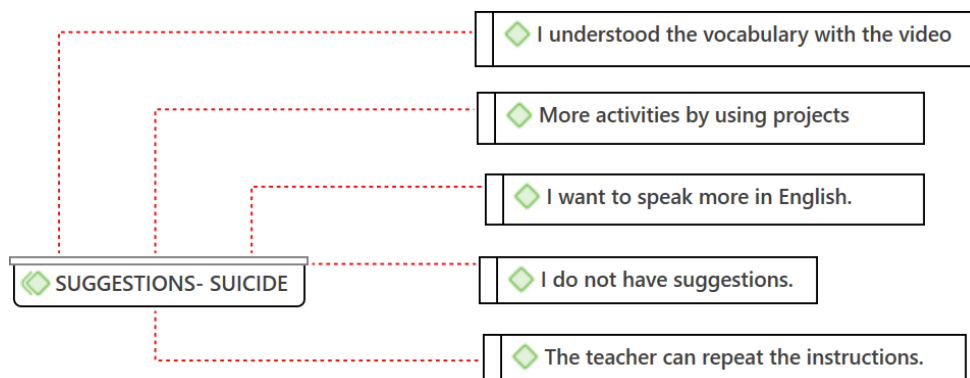 I understood the vocabulary with the video
More activities by using projects
I want to speak more in English.
SUGGESTIONS- SUICIDE
I do not have suggestions.
The teacher can repeat the instructions.